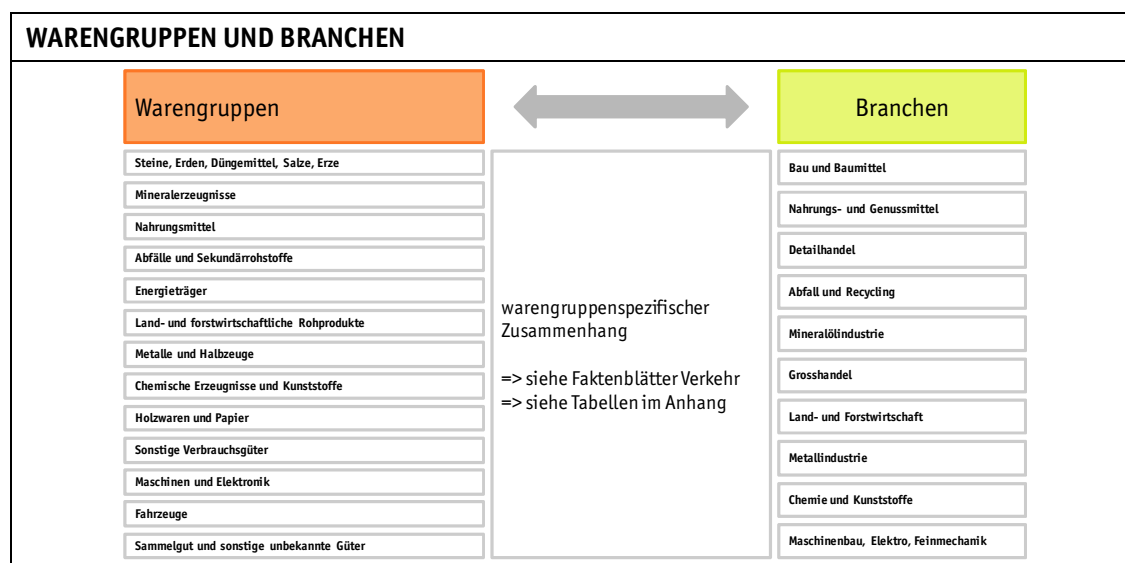 WARENGRUPPEN UND BRANCHEN
Warengruppen
Steine, Erden, Düngemittel, Salze, Erze
Mineralerzeugnisse
Nahrungsmittel
Abfälle und Sekundärrohstoffe
Energieträger
Land- und forstwirtschaftliche Rohprodukte
Metalle und Halbzeuge
Chemische Erzeugnisse und Kunststoffe
Holzwaren und Papier
Sonstige Verbrauchsgüter
Maschinen und Elektronik
Fahrzeuge
Sammelgut und sonstige unbekannte Güter
warengruppenspezifischer
Zusammenhang
=> siehe Faktenblätter Verkehr
=> siehe Tabellen im Anhang
Branchen
Bau und Baumittel
Nahrungs- und Genussmittel
Detailhandel
Abfall und Recycling
Mineralölindustrie
Grosshandel
Land- und Forstwirtschaft
Metallindustrie
Chemie und Kunststoffe
Maschinenbau, Elektro, Feinmechanik